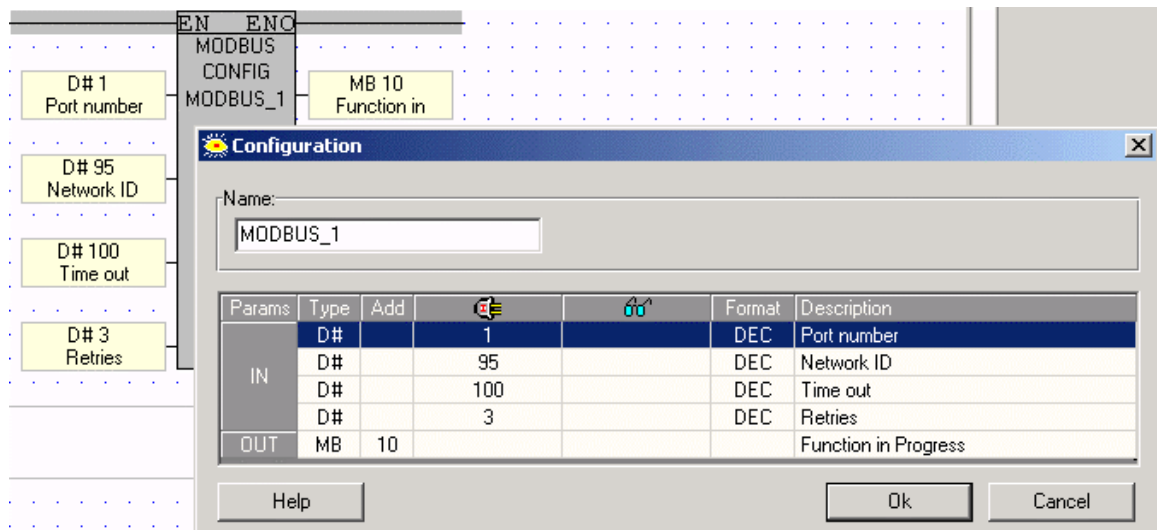 EN ENO
MODBUS
CONFIG
MODBUS_1
D# 1
Port number
MB 10
Function in
D# 95
Network ID
D# 100
Time out
D# 3
Retries
Configuration
Name:
MODBUS_1
Params Type Add Format Description
IN D# 1 DEC Port number
D# 95 DEC Network ID
D# 100 DEC Time out
D# 3 DEC Retries
OUT MB 10 Function in Progress
Help Ok Cancel